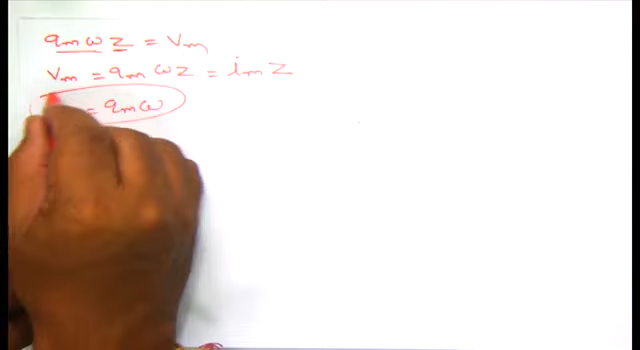 qm ω z = Vm
Vm = qm ω Z = im Z
= qm ω